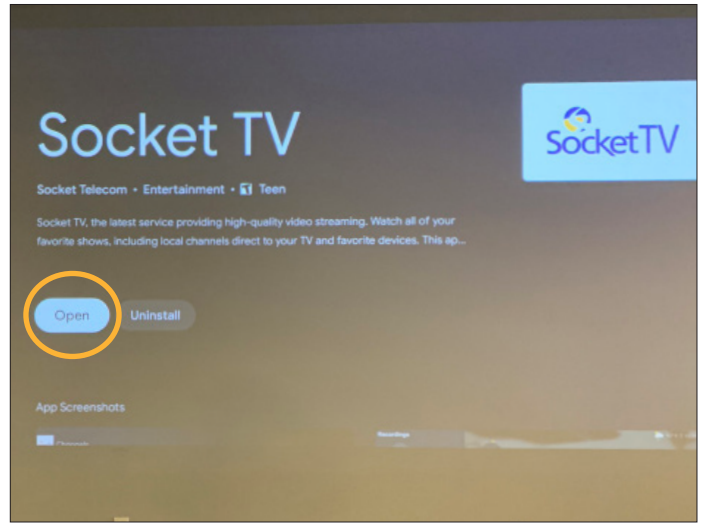 Socket TV
SocketTV
Socket Telecom • Entertainment • T Teen
Socket TV, the latest service providing high-quality video streaming. Watch all of your
favorite shows, including local channels direct to your TV and favorite devices. This ap...
Open Uninstall
App Screenshots
Channels
Recordings